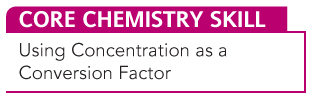 CORE CHEMISTRY SKILL
Using Concentration as a
Conversion Factor